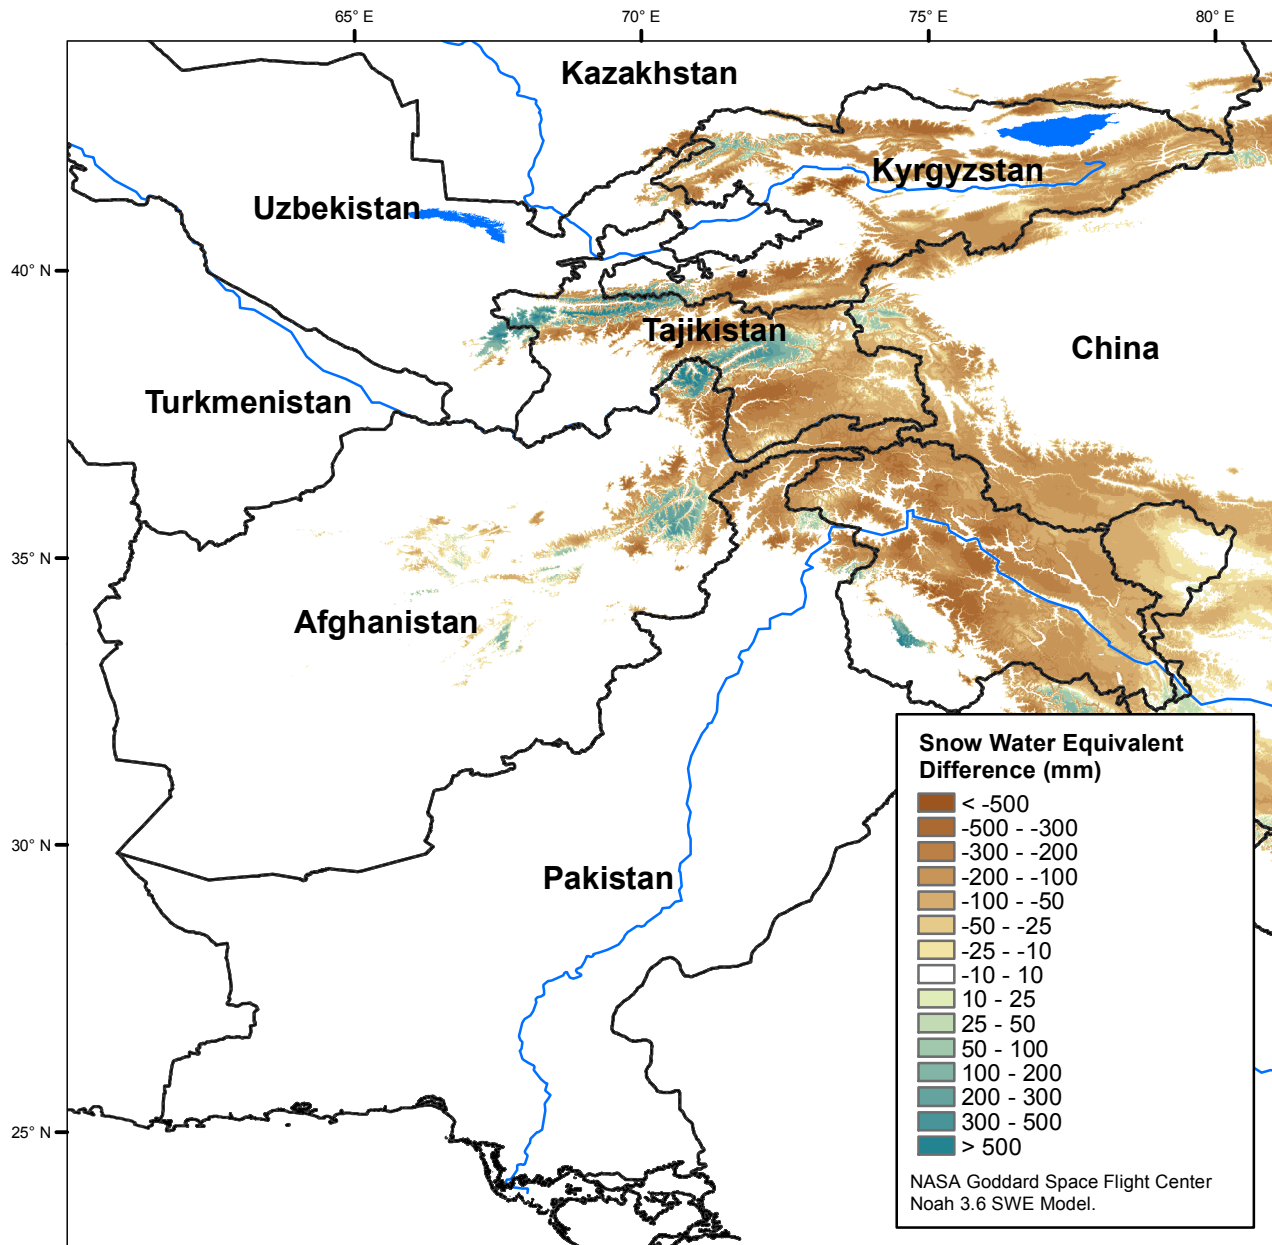 65° E
70° E
75° E
80° E
Kazakhstan
Kyrgyzstan
Uzbekistan
40° N
Tajikistan
China
Turkmenistan
35° N
Afghanistan
Snow Water Equivalent
Difference (mm)
< -500
-500 - -300
-300 - -200
-200 - -100
-100 - -50
-50 - -25
-25 - -10
-10 - 10
10 - 25
25 - 50
50 - 100
100 - 200
200 - 300
300 - 500
> 500
30° N
Pakistan
25° N
NASA Goddard Space Flight Center
Noah 3.6 SWE Model.